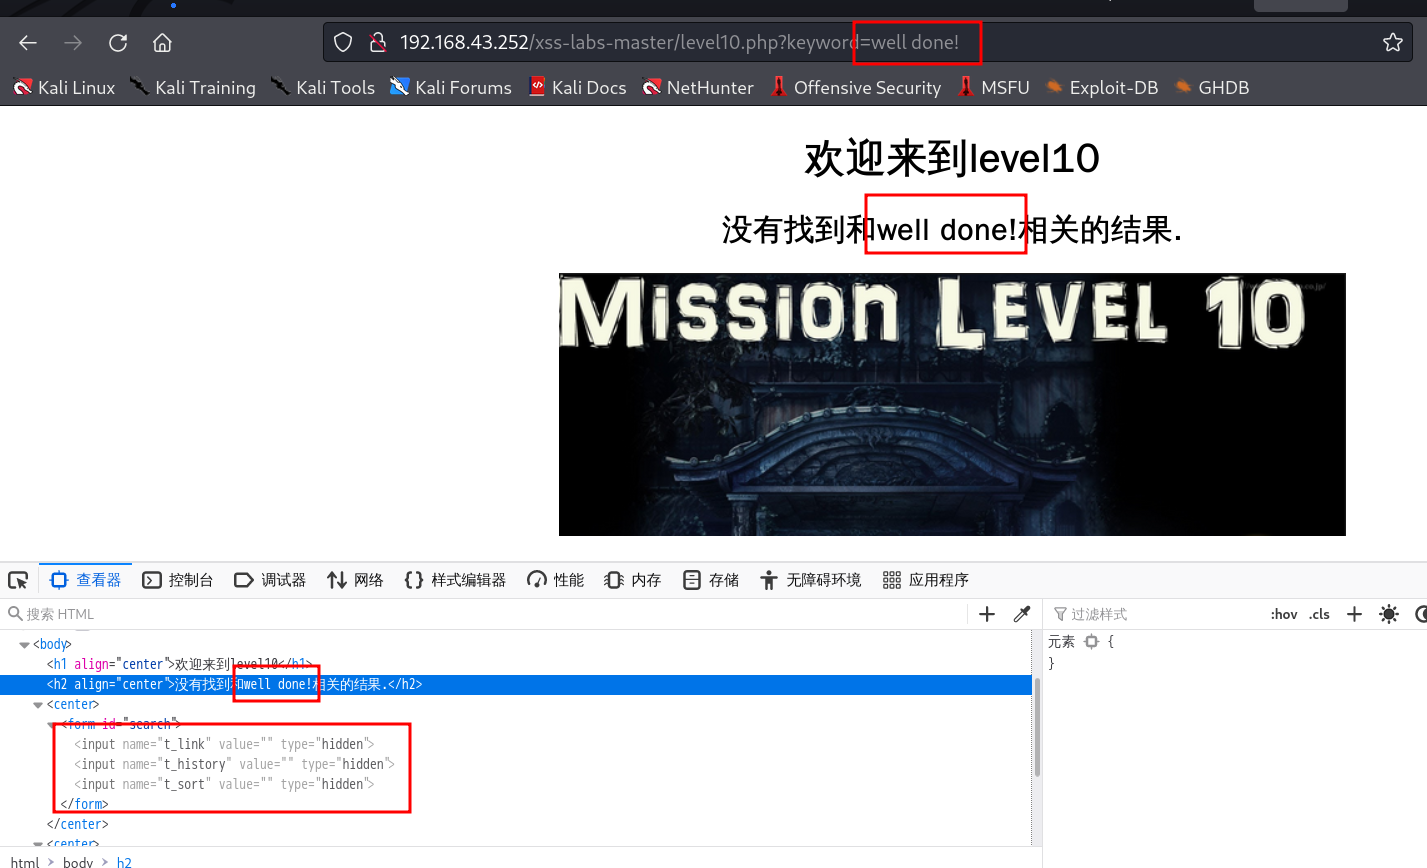 192.168.43.252/xss-labs-master/level10.php?keyword=well done!
Kali Linux Kali Training Kali Tools Kali Forums Kali Docs NetHunter Offensive Security MSFU Exploit-DB GHDB
欢迎来到level10
没有找到和well done!相关的结果.
MISSION LEVEL 10
查看器 控制台 调试器 网络 样式编辑器 性能 内存 存储 无障碍环境 应用程序
搜索 HTML
过滤样式 :hov .cls
<body>
<h1 align="center">欢迎来到level10</h1>
<h2 align="center">没有找到和well done!相关的结果.</h2>
<center>
<form id="search">
<input name="t_link" value="" type="hidden">
<input name="t_history" value="" type="hidden">
<input name="t_sort" value="" type="hidden">
</form>
</center>
<center>
元素 {
}
html body h2